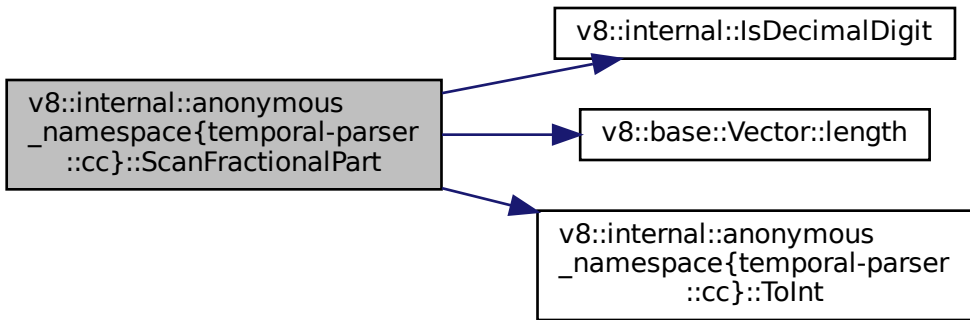 v8::internal::IsDecimalDigit
v8::internal::anonymous
_namespace{temporal-parser
::cc}::ScanFractionalPart
v8::base::Vector::length
v8::internal::anonymous
_namespace{temporal-parser
::cc}::ToInt